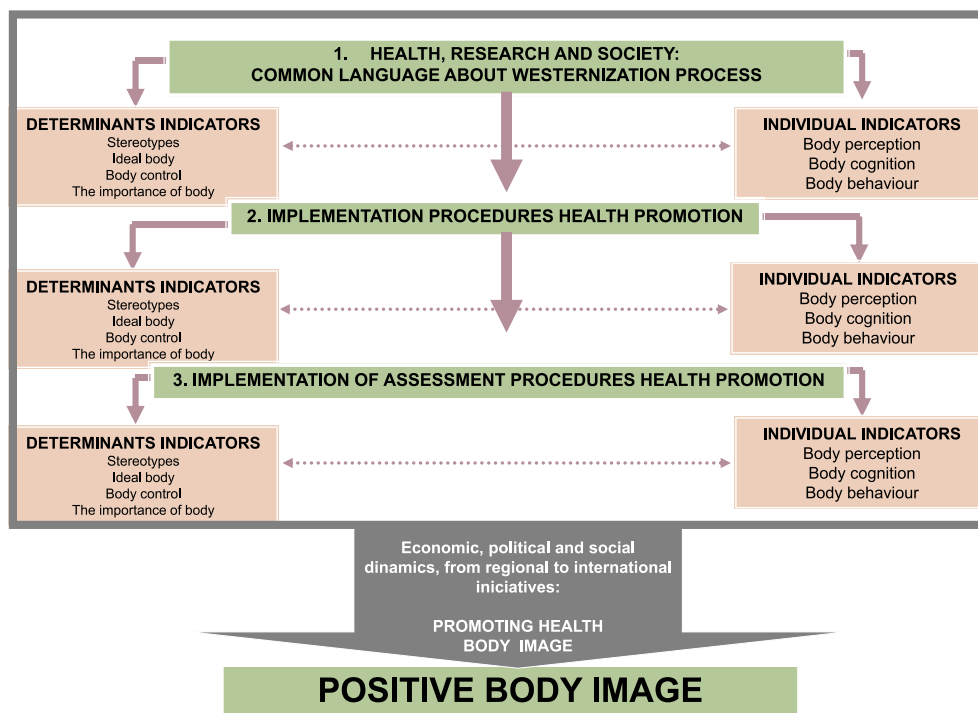 1. HEALTH, RESEARCH AND SOCIETY:
COMMON LANGUAGE ABOUT WESTERNIZATION PROCESS
DETERMINANTS INDICATORS
Stereotypes
Ideal body
Body control
The importance of body
INDIVIDUAL INDICATORS
Body perception
Body cognition
Body behaviour
2. IMPLEMENTATION PROCEDURES HEALTH PROMOTION
DETERMINANTS INDICATORS
Stereotypes
Ideal body
Body control
The importance of body
INDIVIDUAL INDICATORS
Body perception
Body cognition
Body behaviour
3. IMPLEMENTATION OF ASSESSMENT PROCEDURES HEALTH PROMOTION
DETERMINANTS INDICATORS
Stereotypes
Ideal body
Body control
The importance of body
INDIVIDUAL INDICATORS
Body perception
Body cognition
Body behaviour
Economic, political and social
dinamics, from regional to international
iniciatives:
PROMOTING HEALTH
BODY IMAGE
POSITIVE BODY IMAGE